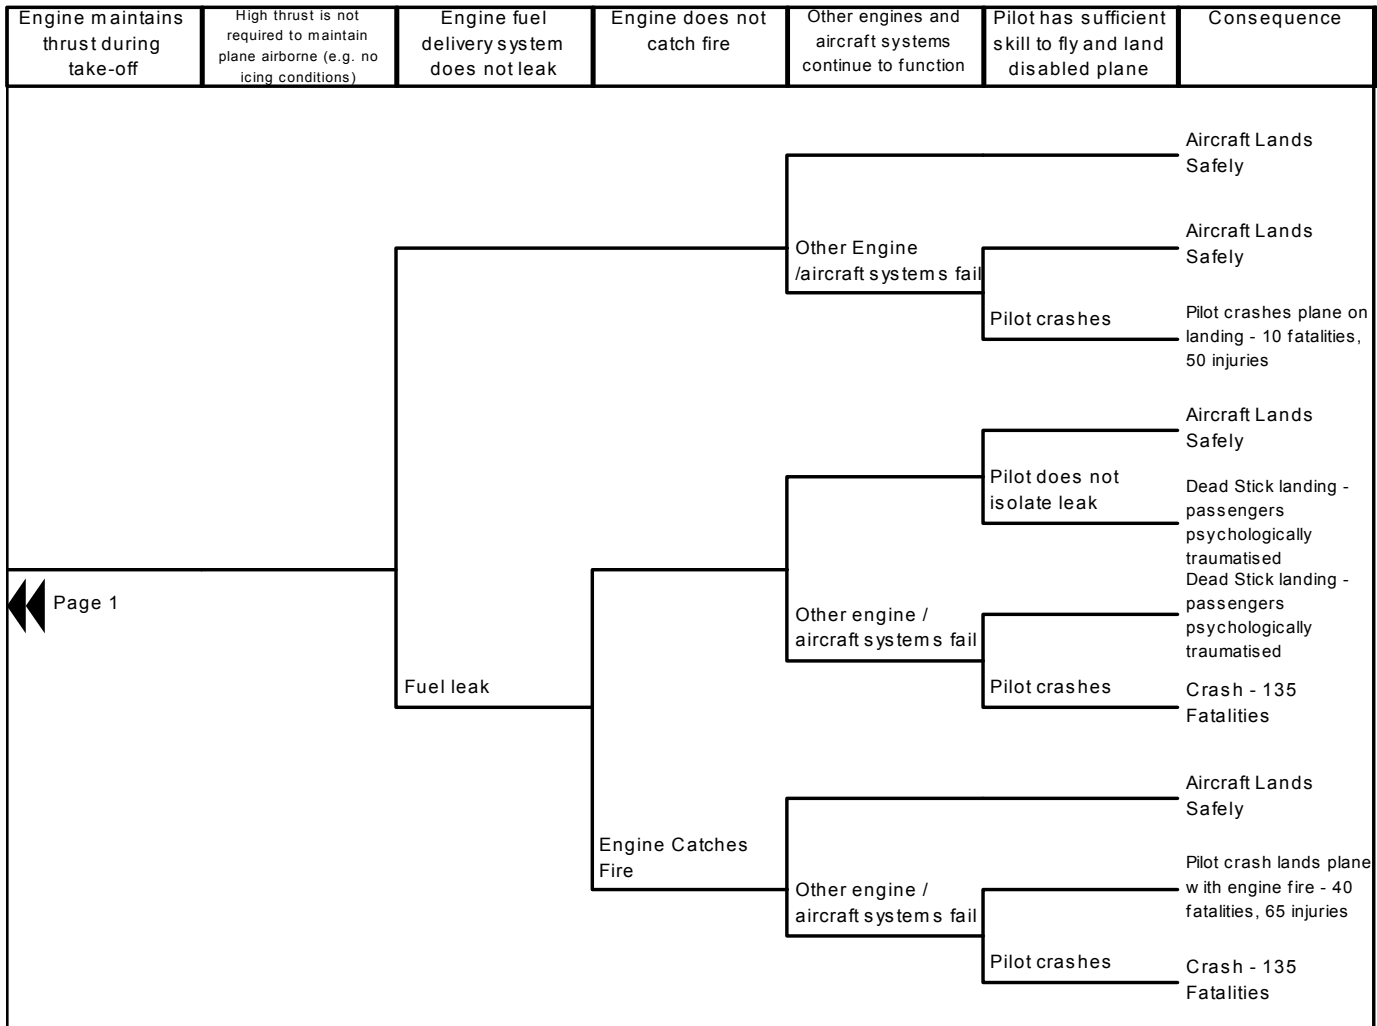 Engine maintains
thrust during
take-off
High thrust is not
required to maintain
plane airborne (e.g. no
icing conditions)
Engine fuel
delivery system
does not leak
Engine does not
catch fire
Other engines and
aircraft systems
continue to function
Pilot has sufficient
skill to fly and land
disabled plane
Consequence
Aircraft Lands
Safely
Other Engine
/aircraft systems fail
Aircraft Lands
Safely
Pilot crashes
Pilot crashes plane on
landing - 10 fatalities,
50 injuries
Aircraft Lands
Safely
Pilot does not
isolate leak
Dead Stick landing -
passengers
psychologically
traumatised
Page 1
Other engine /
aircraft systems fail
Dead Stick landing -
passengers
psychologically
traumatised
Fuel leak
Pilot crashes
Crash - 135
Fatalities
Aircraft Lands
Safely
Engine Catches
Fire
Other engine /
aircraft systems fail
Pilot crash lands plane
with engine fire - 40
fatalities, 65 injuries
Pilot crashes
Crash - 135
Fatalities